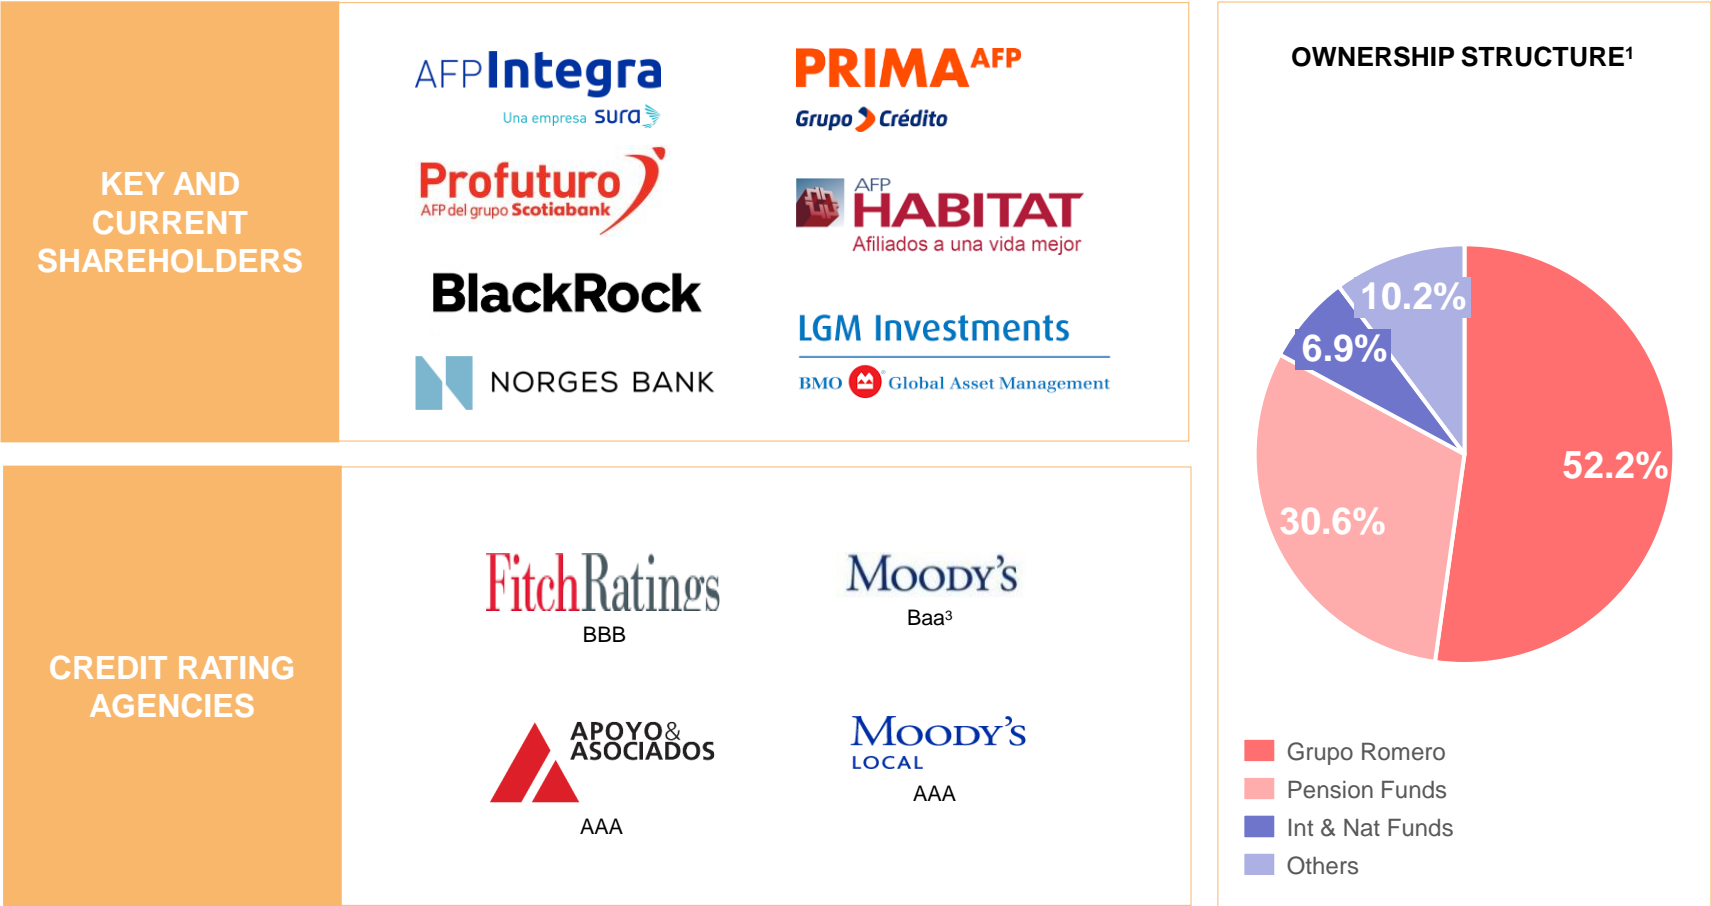 KEY AND
CURRENT
SHAREHOLDERS
AFPIntegra
Una empresa sura
PRIMA AFP
Grupo Crédito
Profuturo
AFP del grupo Scotiabank
AFP
HABITAT
Afiliados a una vida mejor
BlackRock
LGM Investments
BMO Global Asset Management
NORGES BANK
CREDIT RATING
AGENCIES
FitchRatings
BBB
MOODY'S
Baa³
APOYO&
ASOCIADOS
AAA
MOODY'S
LOCAL
AAA
OWNERSHIP STRUCTURE¹
10.2%
6.9%
52.2%
30.6%
Grupo Romero
Pension Funds
Int & Nat Funds
Others